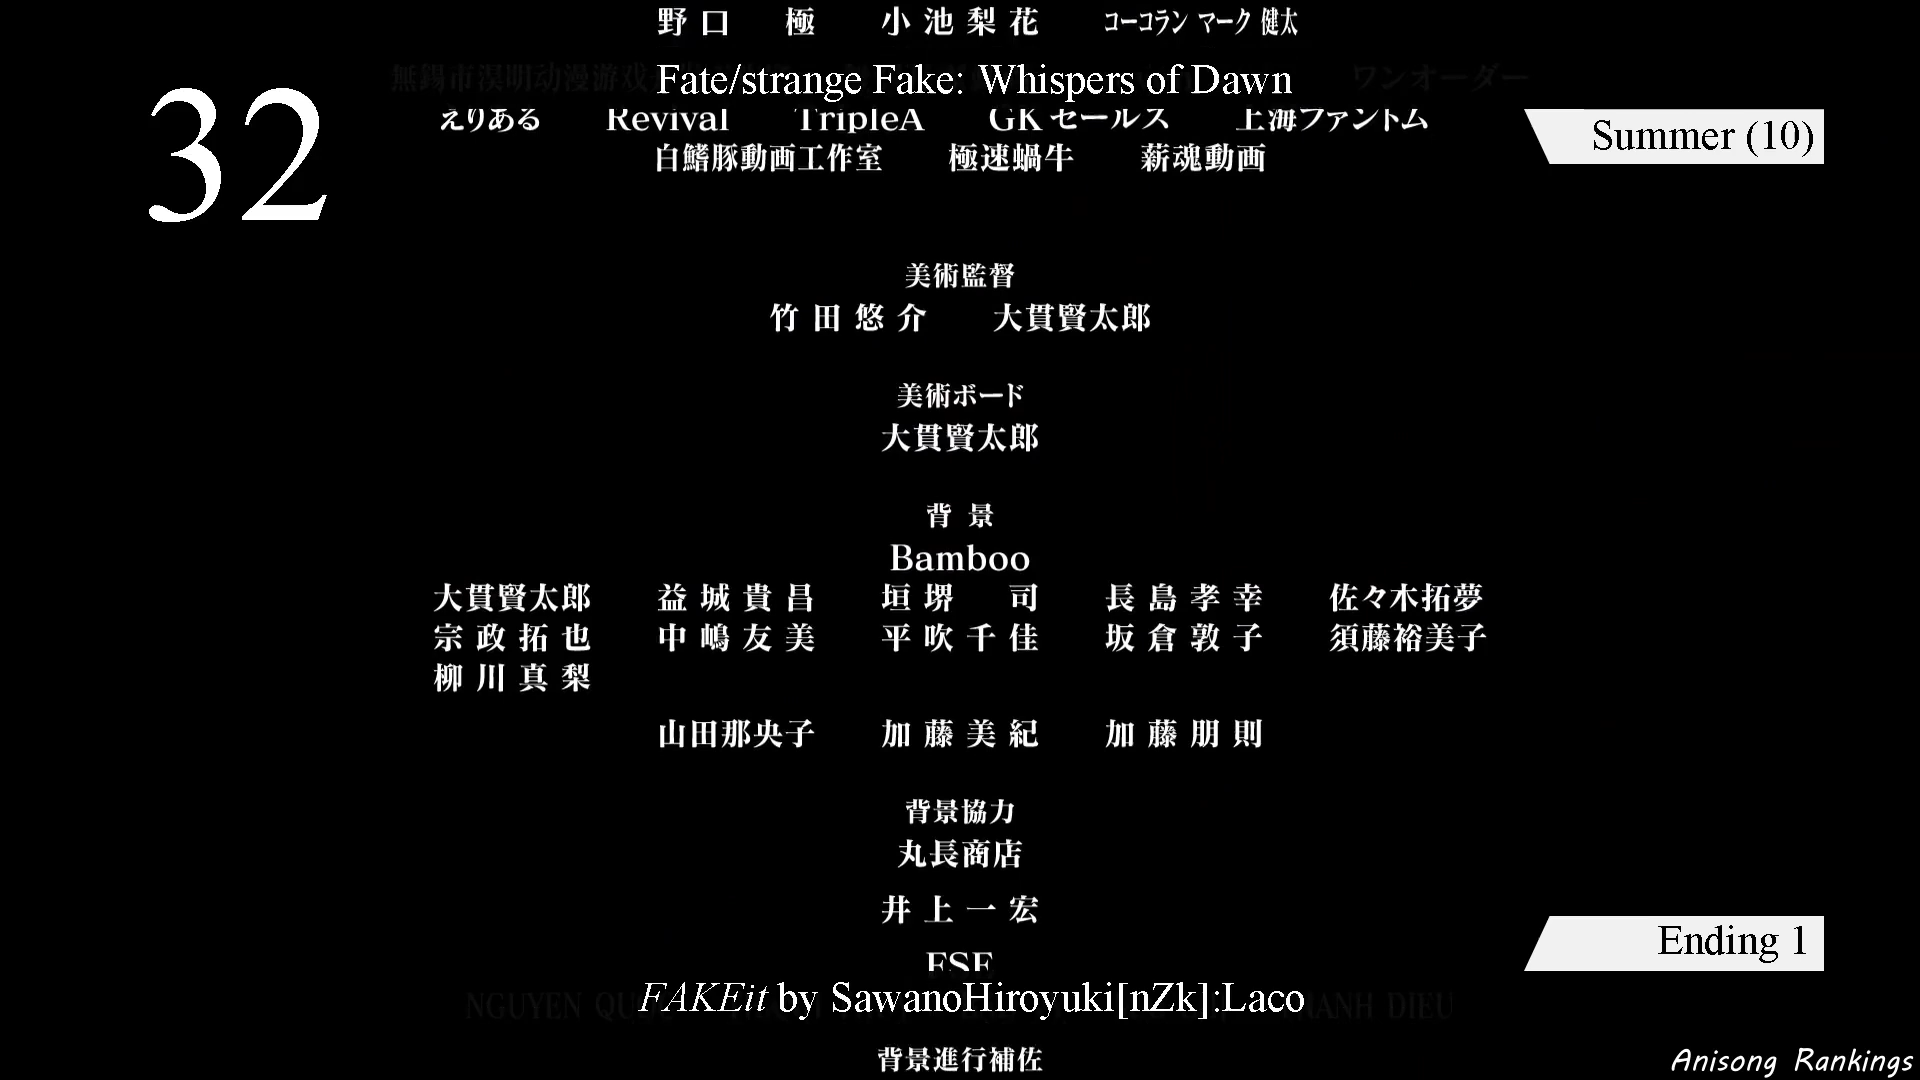 野口 極 小池梨花 コーコラン マーク 健太
Fate/strange Fake: Whispers of Dawn
ワンオーダー
32
えりある Revival TripleA GKセールス 上海ファントム
Summer (10)
白鰭豚動画工作室 極速蝸牛 薪魂動画
美術監督
竹田悠介 大貫賢太郎
美術ボード
大貫賢太郎
背景
Bamboo
大貫賢太郎 益城貴昌 垣堺司 長島孝幸 佐々木拓夢
宗政拓也 中嶋友美 平吹千佳 坂倉敦子 須藤裕美子
柳川真梨
山田那央子 加藤美紀 加藤朋則
背景協力
丸長商店
井上一宏
Ending 1
FAKEit by SawanoHiroyuki[nZk]:Laco
NGUYEN
背景進行補佐
Anisong Rankings